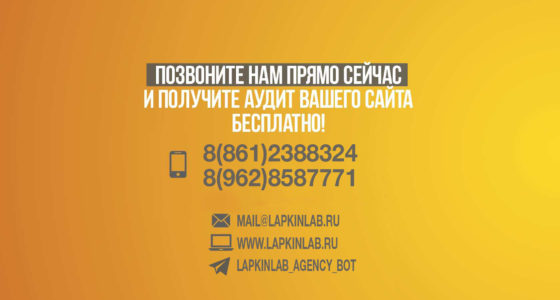 ПОЗВОНИТЕ НАМ ПРЯМО СЕЙЧАС
И ПОЛУЧИТЕ АУДИТ ВАШЕГО САЙТА
БЕСПЛАТНО!
8(861)2388324
8(962)8587771
MAIL@LAPKINLAB.RU
WWW.LAPKINLAB.RU
LAPKINLAB_AGENCY_BOT